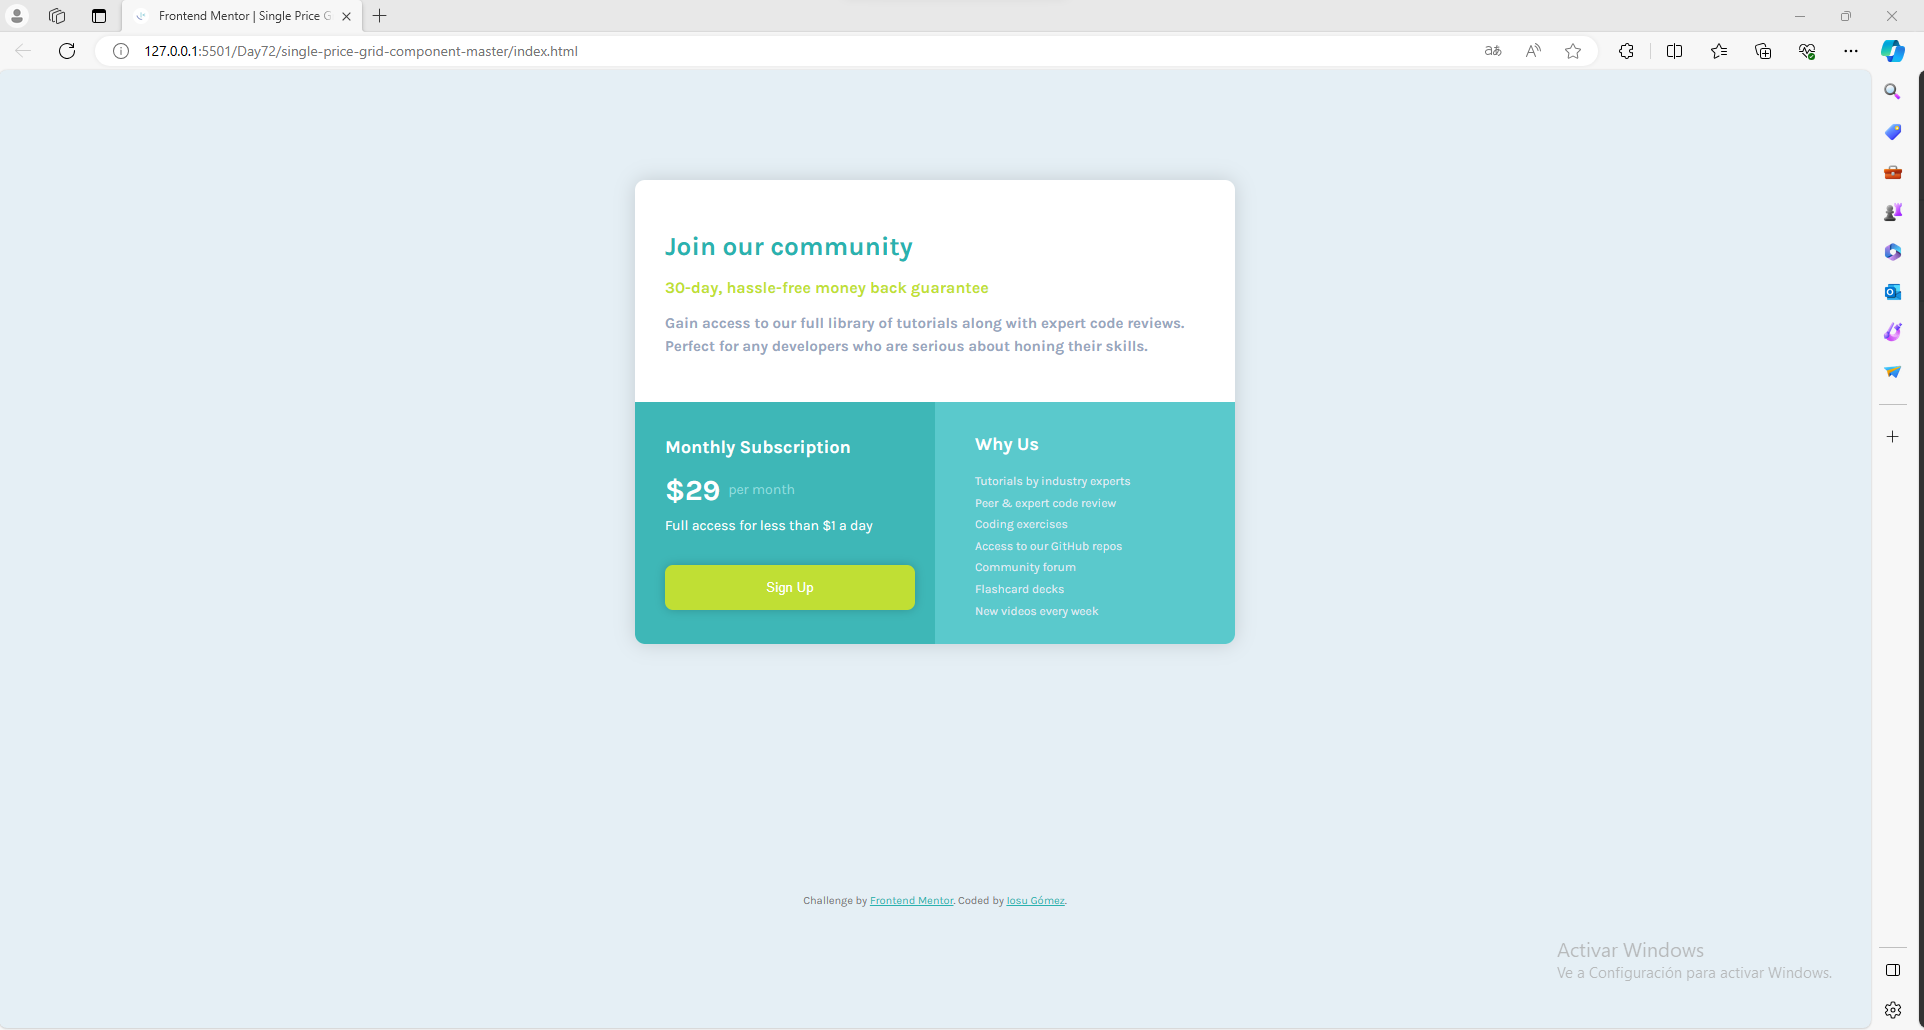 Frontend Mentor | Single Price G
127.0.0.1:5501/Day72/single-price-grid-component-master/index.html
Join our community
30-day, hassle-free money back guarantee
Gain access to our full library of tutorials along with expert code reviews.
Perfect for any developers who are serious about honing their skills.
Monthly Subscription
$29 per month
Full access for less than $1 a day
Sign Up
Why Us
Tutorials by industry experts
Peer & expert code review
Coding exercises
Access to our GitHub repos
Community forum
Flashcard decks
New videos every week
Challenge by Frontend Mentor. Coded by Iosu Gómez.
Activar Windows
Ve a Configuración para activar Windows.